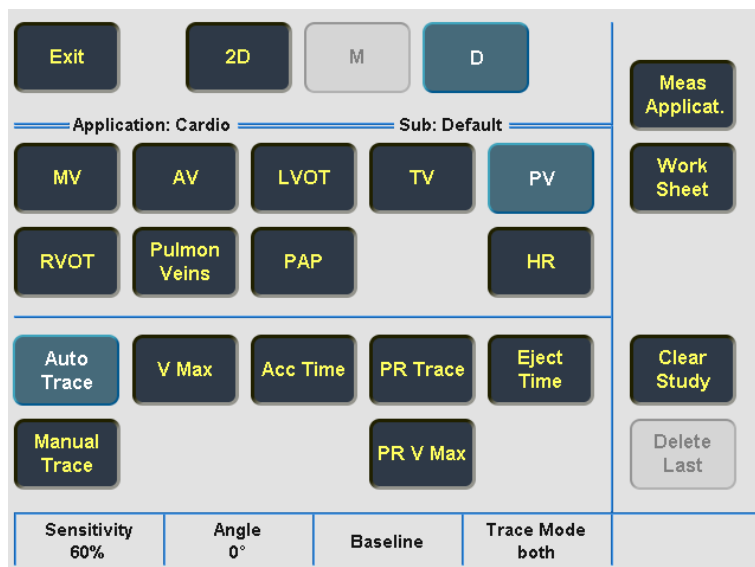 Exit
2D
M
D
Meas
Applicat.
Application: Cardio
Sub: Default
MV
AV
LVOT
TV
PV
Work
Sheet
RVOT
Pulmon
Veins
PAP
HR
Auto
Trace
V Max
Acc Time
PR Trace
Eject
Time
Clear
Study
Manual
Trace
PR V Max
Delete
Last
Sensitivity
60%
Angle
0°
Baseline
Trace Mode
both